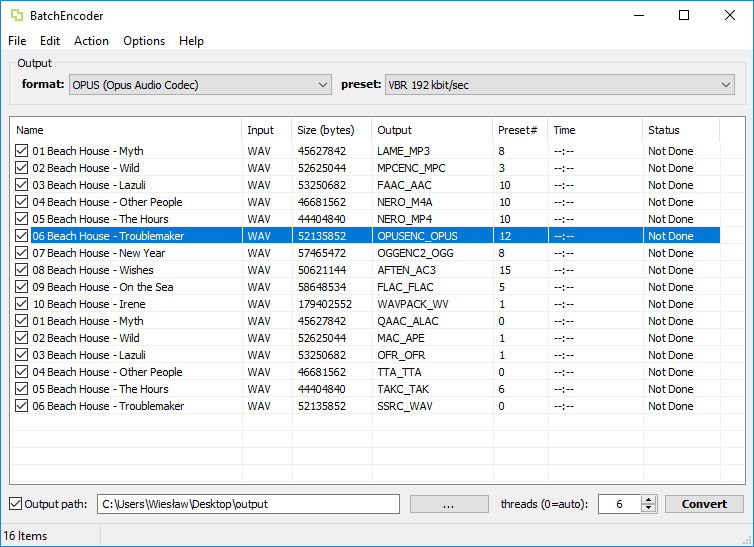 BatchEncoder
File Edit Action Options Help
Output
format: OPUS (Opus Audio Codec) preset: VBR 192 kbit/sec
Name Input Size (bytes) Output Preset# Time Status
01 Beach House - Myth WAV 45627842 LAME_MP3 8 --:-- Not Done
02 Beach House - Wild WAV 52625044 MPCENC_MPC 3 --:-- Not Done
03 Beach House - Lazuli WAV 53250682 FAAC_AAC 10 --:-- Not Done
04 Beach House - Other People WAV 46681562 NERO_M4A 10 --:-- Not Done
05 Beach House - The Hours WAV 44404840 NERO_MP4 10 --:-- Not Done
06 Beach House - Troublemaker WAV 52135852 OPUSENC_OPUS 12 --:-- Not Done
07 Beach House - New Year WAV 57465472 OGGENC2_OGG 8 --:-- Not Done
08 Beach House - Wishes WAV 50621144 AFTEN_AC3 15 --:-- Not Done
09 Beach House - On the Sea WAV 58648534 FLAC_FLAC 5 --:-- Not Done
10 Beach House - Irene WAV 179402552 WAVPACK_WV 1 --:-- Not Done
01 Beach House - Myth WAV 45627842 QAAC_ALAC 0 --:-- Not Done
02 Beach House - Wild WAV 52625044 MAC_APE 1 --:-- Not Done
03 Beach House - Lazuli WAV 53250682 OFR_OFR 1 --:-- Not Done
04 Beach House - Other People WAV 46681562 TTA_TTA 0 --:-- Not Done
05 Beach House - The Hours WAV 44404840 TAKC_TAK 6 --:-- Not Done
06 Beach House - Troublemaker WAV 52135852 SSRC_WAV 0 --:-- Not Done
Output path: C:\Users\Wiesław\Desktop\output ... threads (0=auto): 6 Convert
16 Items